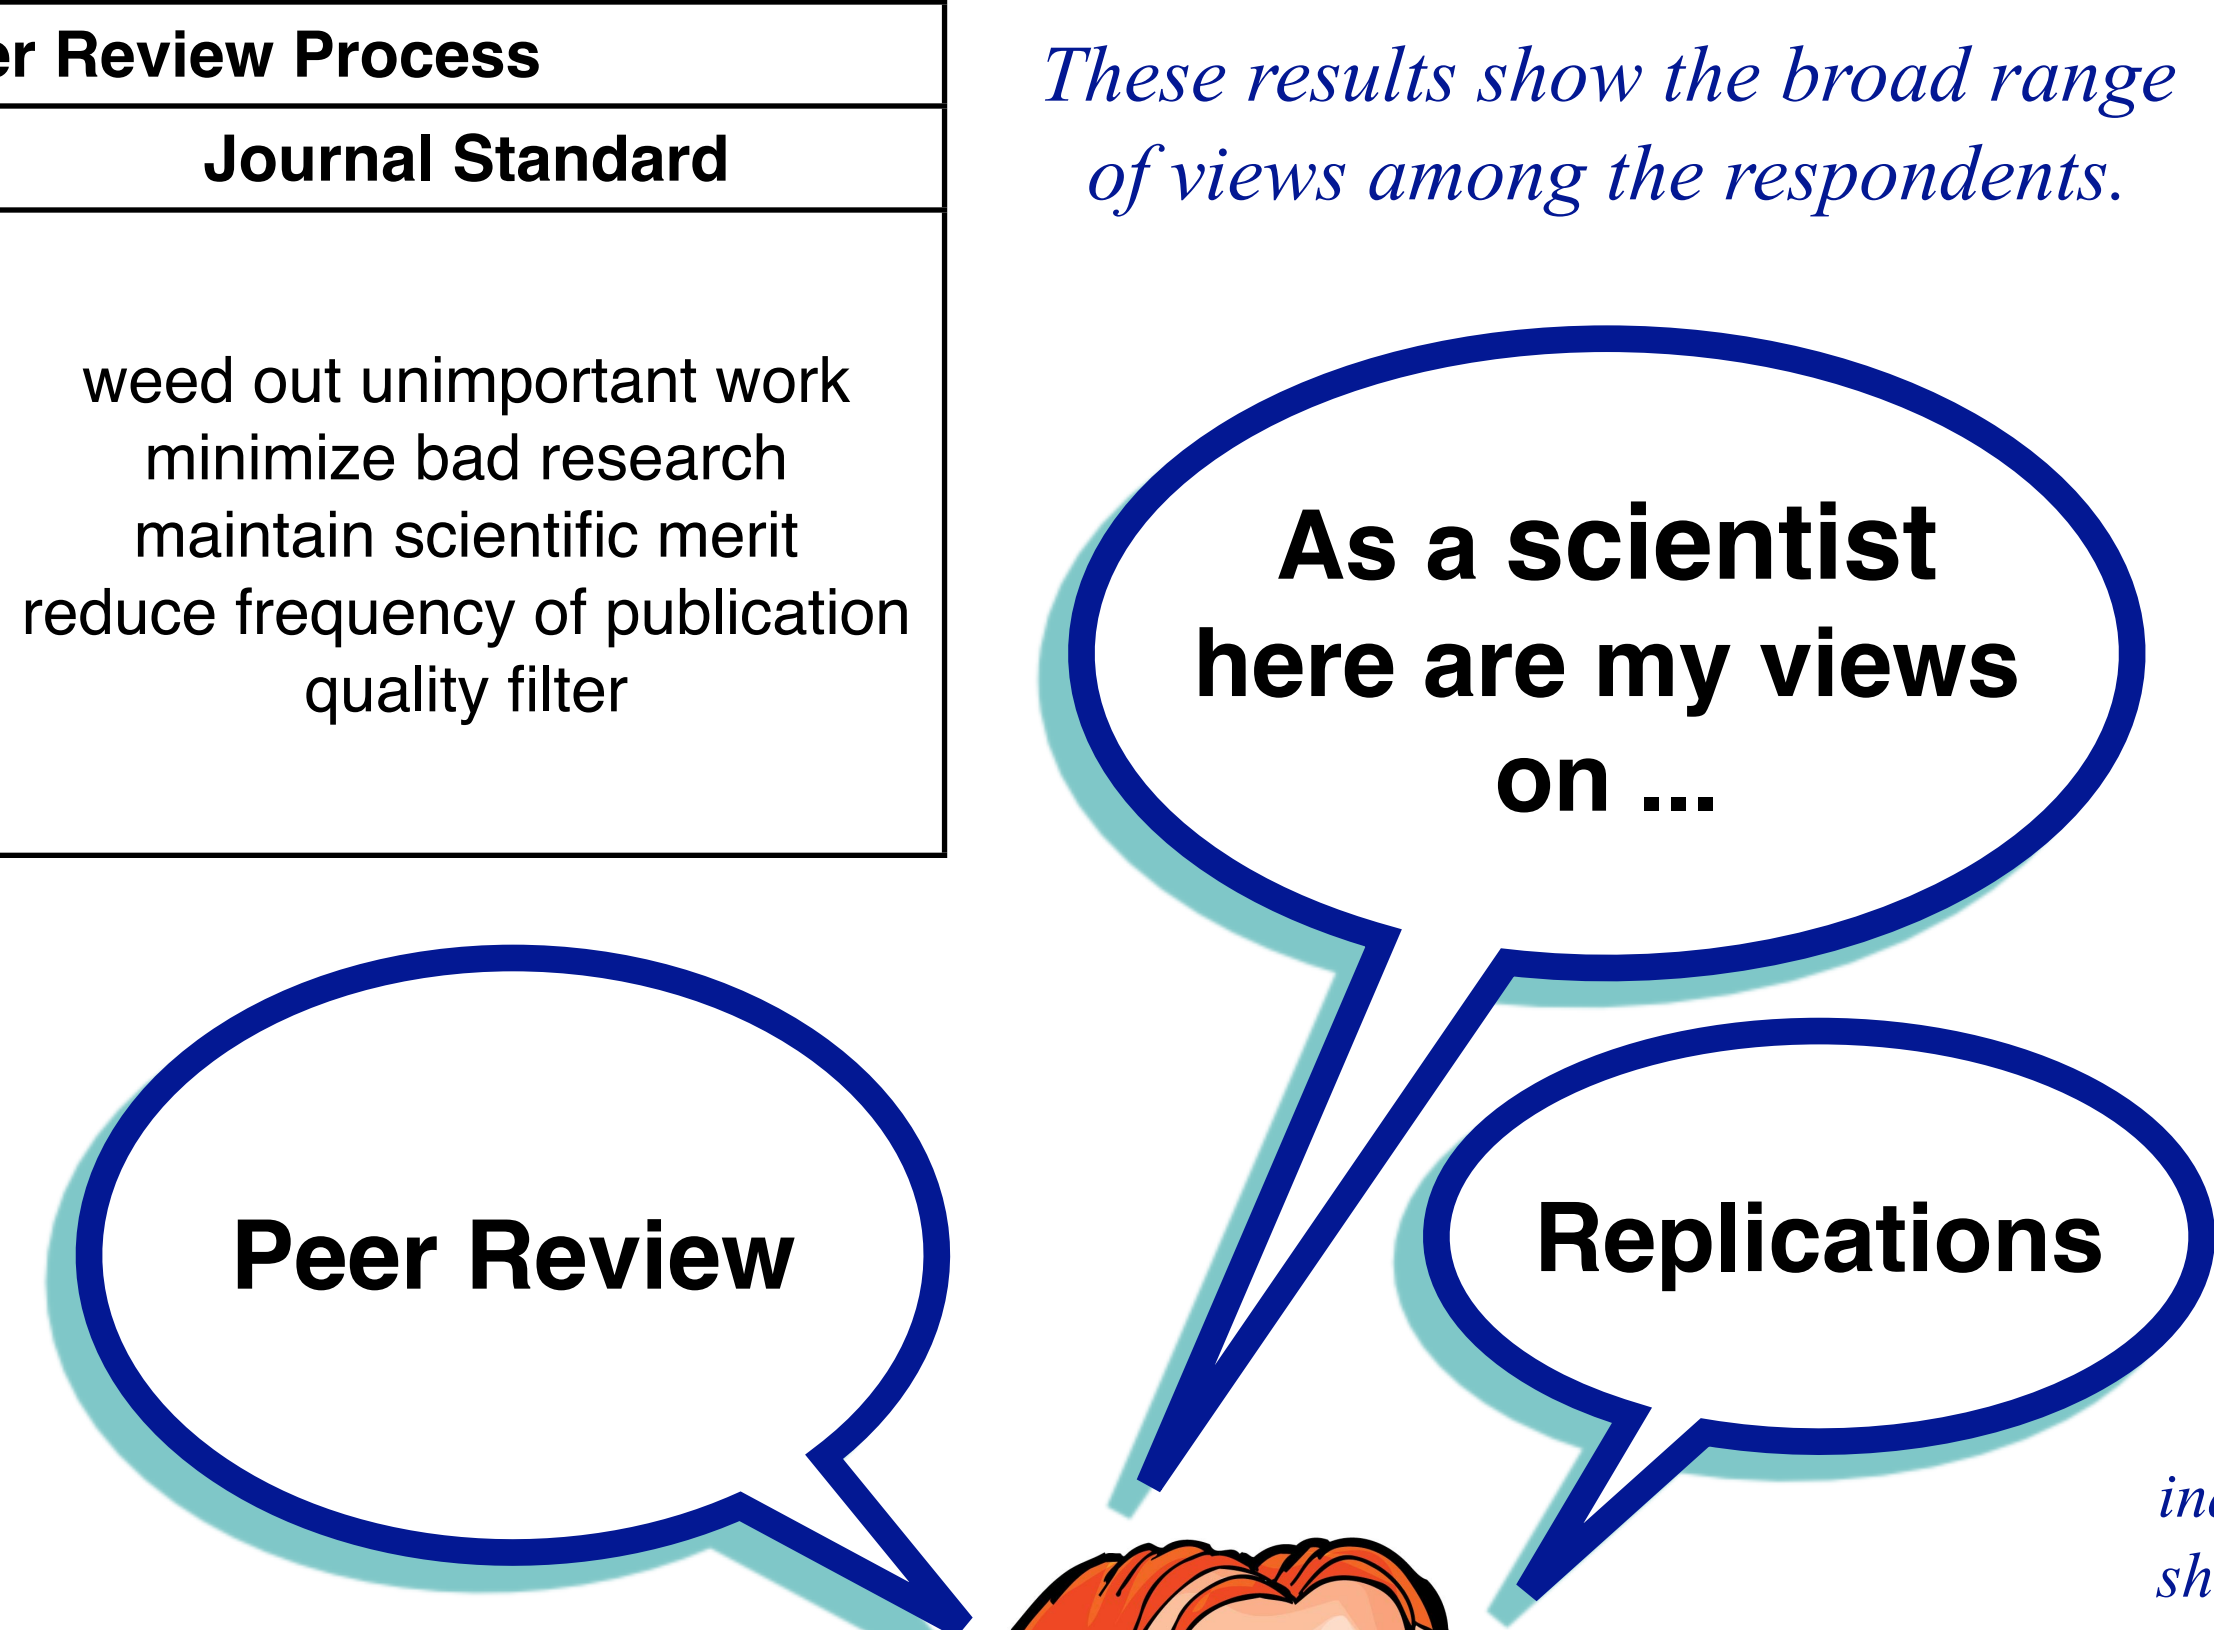 er Review Process
Journal Standard
weed out unimportant work
minimize bad research
maintain scientific merit
reduce frequency of publication
quality filter
These results show the broad range
of views among the respondents.
As a scientist
here are my views
on ...
Peer Review
Replications